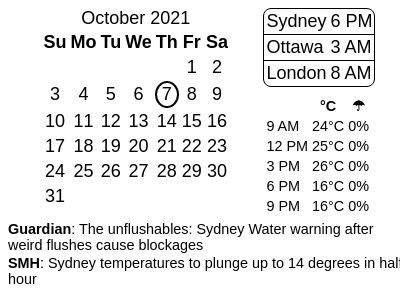 October 2021
Su Mo Tu We Th Fr Sa
1 2
3 4 5 6 7 8 9
10 11 12 13 14 15 16
17 18 19 20 21 22 23
24 25 26 27 28 29 30
31
Sydney 6 PM
Ottawa 3 AM
London 8 AM
°C ☂
9 AM 24°C 0%
12 PM 25°C 0%
3 PM 26°C 0%
6 PM 16°C 0%
9 PM 16°C 0%
Guardian: The unflushables: Sydney Water warning after
weird flushes cause blockages
SMH: Sydney temperatures to plunge up to 14 degrees in half
hour